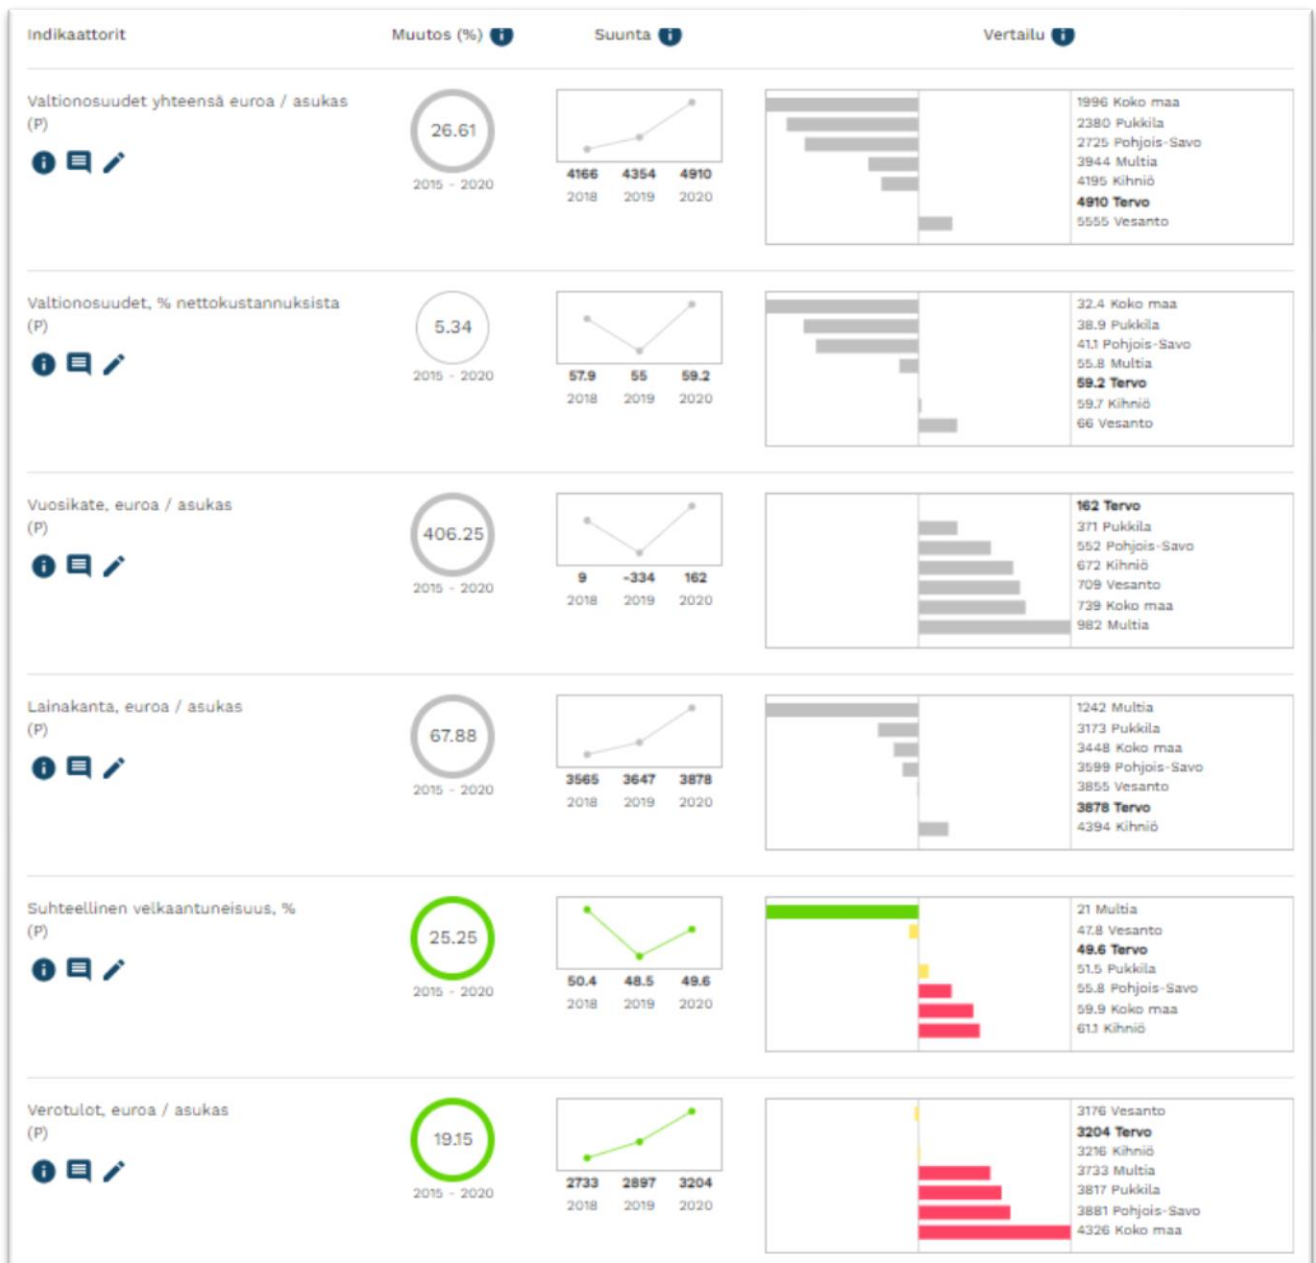 Indikaattorit Muutos (%) Suunta Vertailu
Valtionosuudet yhteensä euroa / asukas
(P)
26.61
2015 - 2020
4166 4354 4910
2018 2019 2020
1996 Koko maa
2380 Pukkila
2725 Pohjois-Savo
3944 Multia
4195 Kihniö
4910 Tervo
5555 Vesanto
Valtionosuudet, % nettokustannuksista
(P)
5.34
2015 - 2020
57.9 55 59.2
2018 2019 2020
32.4 Koko maa
38.9 Pukkila
41.1 Pohjois-Savo
55.8 Multia
59.2 Tervo
59.7 Kihniö
66 Vesanto
Vuosikate, euroa / asukas
(P)
406.25
2015 - 2020
9 -334 162
2018 2019 2020
162 Tervo
371 Pukkila
552 Pohjois-Savo
672 Kihniö
709 Vesanto
739 Koko maa
982 Multia
Lainakanta, euroa / asukas
(P)
67.88
2015 - 2020
3565 3647 3878
2018 2019 2020
1242 Multia
3173 Pukkila
3448 Koko maa
3599 Pohjois-Savo
3855 Vesanto
3878 Tervo
4394 Kihniö
Suhteellinen velkaantuneisuus, %
(P)
25.25
2015 - 2020
50.4 48.5 49.6
2018 2019 2020
21 Multia
47.8 Vesanto
49.6 Tervo
51.5 Pukkila
55.8 Pohjois-Savo
59.9 Koko maa
61.1 Kihniö
Verotulot, euroa / asukas
(P)
19.15
2015 - 2020
2733 2897 3204
2018 2019 2020
3176 Vesanto
3204 Tervo
3216 Kihniö
3733 Multia
3817 Pukkila
3881 Pohjois-Savo
4326 Koko maa